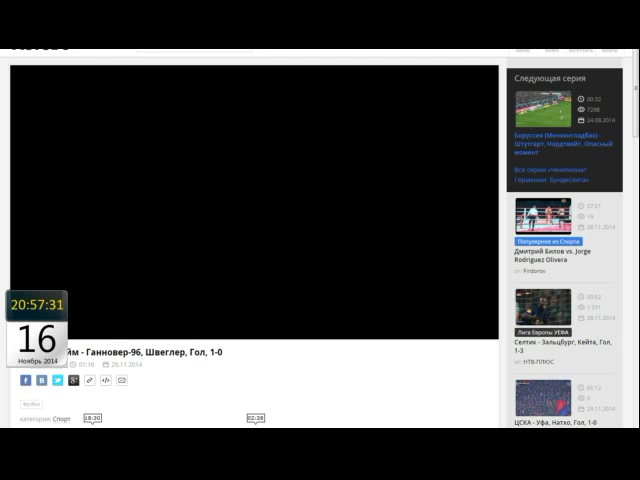 Следующая серия
00:32
7298
24.08.2014
Боруссия (Менхенгладбах) -
Штутгарт, Нордтвейт, Опасный
момент
Все серии «Чемпионат
Германии. Бундеслига»
27:21
19
28.11.2014
Популярное из Спорта
Дмитрий Билов vs. Jorge
Rodriguez Olivera
от: Firdorov
00:52
1 571
28.11.2014
Лига Европы УЕФА
Селтик - Зальцбург, Кейта, Гол,
1-3
от: НТВ-ПЛЮС
01:12
0
29.11.2014
ЦСКА - Уфа, Натхо, Гол, 1-0
20:57:31
16
Ноябрь 2014
йм - Ганновер-96, Швеглер, Гол, 1-0
01:16
29.11.2014
Футбол
категория: Спорт
18:30
02:38